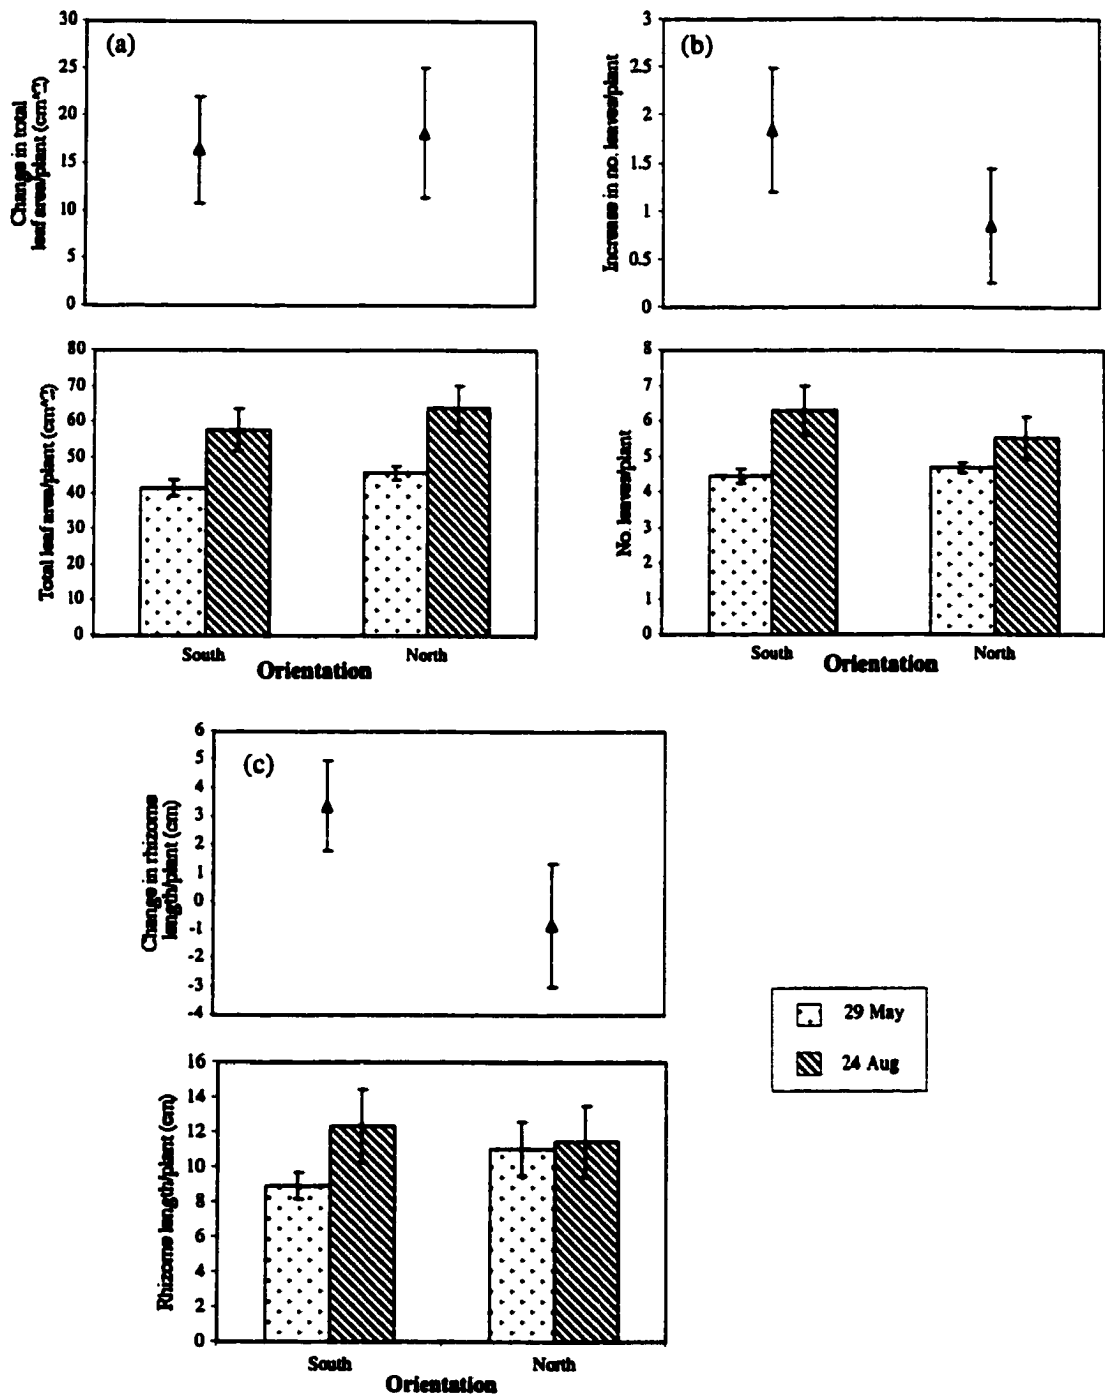 (a)
Change in total
leaf area/plant (cm^2)
30
25
20
15
10
5
0
Total leaf area/plant (cm^2)
80
70
60
50
40
30
20
10
0
South
North
Orientation
(b)
Increase in no. leaves/plant
3
2.5
2
1.5
1
0.5
0
No. leaves/plant
8
7
6
5
4
3
2
1
0
South
North
Orientation
(c)
Change in rhizome
length/plant (cm)
6
5
4
3
2
1
0
-1
-2
-3
-4
Rhizome length/plant (cm)
16
14
12
10
8
6
4
2
0
South
North
Orientation
29 May
24 Aug